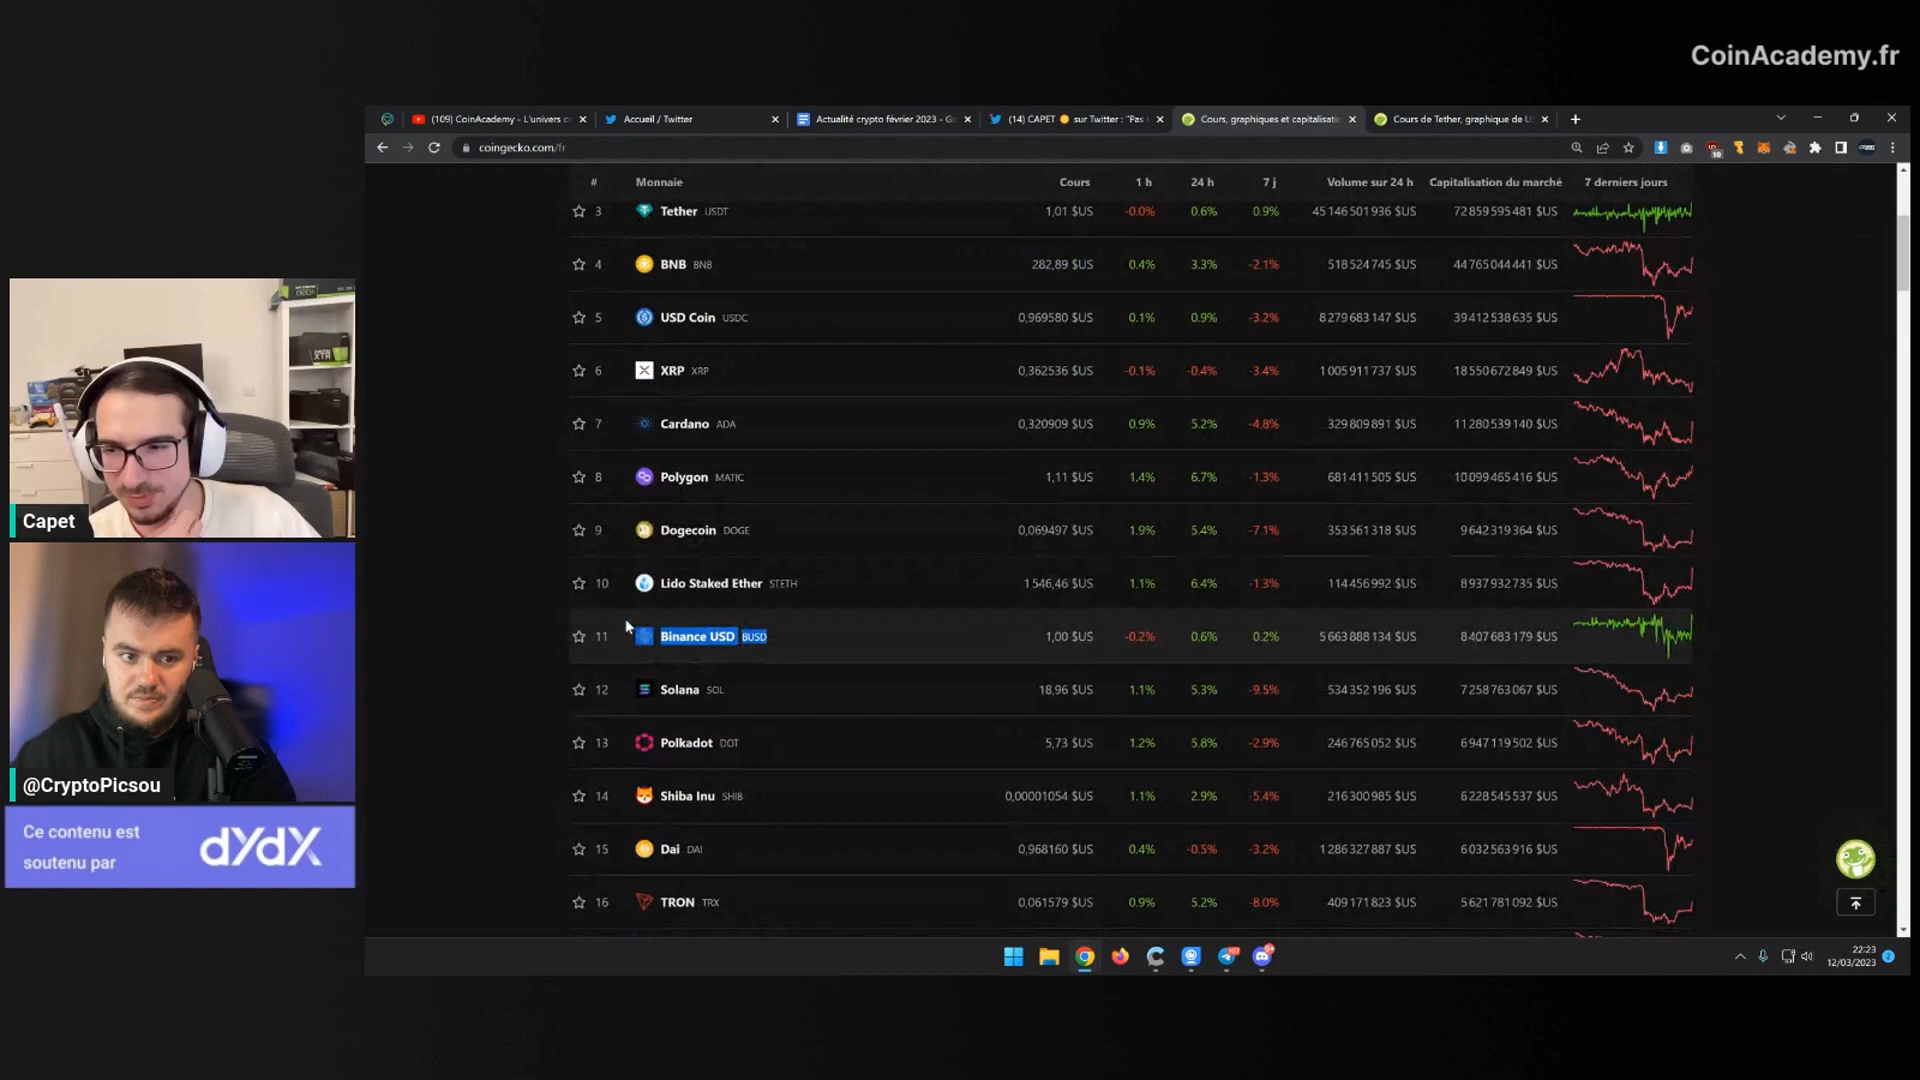 CoinAcademy.fr
(109) CoinAcademy - L'univers c
Accueil / Twitter
Actualité crypto février 2023 - Go
(14) CAPET 🟡 sur Twitter : "Pas
Cours, graphiques et capitalisati
Cours de Tether, graphique de U
coingecko.com/fr
# Monnaie Cours 1 h 24 h 7 j Volume sur 24 h Capitalisation du marché 7 derniers jours
3 Tether USDT 1,01 $US -0.0% 0.6% 0.9% 45 146 501 936 $US 72 859 595 481 $US
4 BNB BNB 282,89 $US 0.4% 3.3% -2.1% 518 524 745 $US 44 765 044 441 $US
5 USD Coin USDC 0,969580 $US 0.1% 0.9% -3.2% 8 279 683 147 $US 39 412 538 635 $US
6 XRP XRP 0,362536 $US -0.1% -0.4% -3.4% 1 005 911 737 $US 18 550 672 849 $US
7 Cardano ADA 0,320909 $US 0.9% 5.2% -4.8% 329 809 891 $US 11 280 539 140 $US
8 Polygon MATIC 1,11 $US 1.4% 6.7% -1.3% 681 411 505 $US 10 099 465 416 $US
9 Dogecoin DOGE 0,069497 $US 1.9% 5.4% -7.1% 353 561 318 $US 9 642 319 364 $US
10 Lido Staked Ether STETH 1 546,46 $US 1.1% 6.4% -1.3% 114 456 992 $US 8 937 932 735 $US
11 Binance USD BUSD 1,00 $US -0.2% 0.6% 0.2% 5 663 888 134 $US 8 407 683 179 $US
12 Solana SOL 18,96 $US 1.1% 5.3% -9.5% 534 352 196 $US 7 258 763 067 $US
13 Polkadot DOT 5,73 $US 1.2% 5.8% -2.9% 246 765 052 $US 6 947 119 502 $US
14 Shiba Inu SHIB 0,00001054 $US 1.1% 2.9% -5.4% 216 300 985 $US 6 228 545 537 $US
15 Dai DAI 0,968160 $US 0.4% -0.5% -3.2% 1 286 327 887 $US 6 032 563 916 $US
16 TRON TRX 0,061579 $US 0.9% 5.2% -8.0% 409 171 823 $US 5 621 781 092 $US
Capet
@CryptoPicsou
Ce contenu est
soutenu par
dYdX
22:23
12/03/2023
2